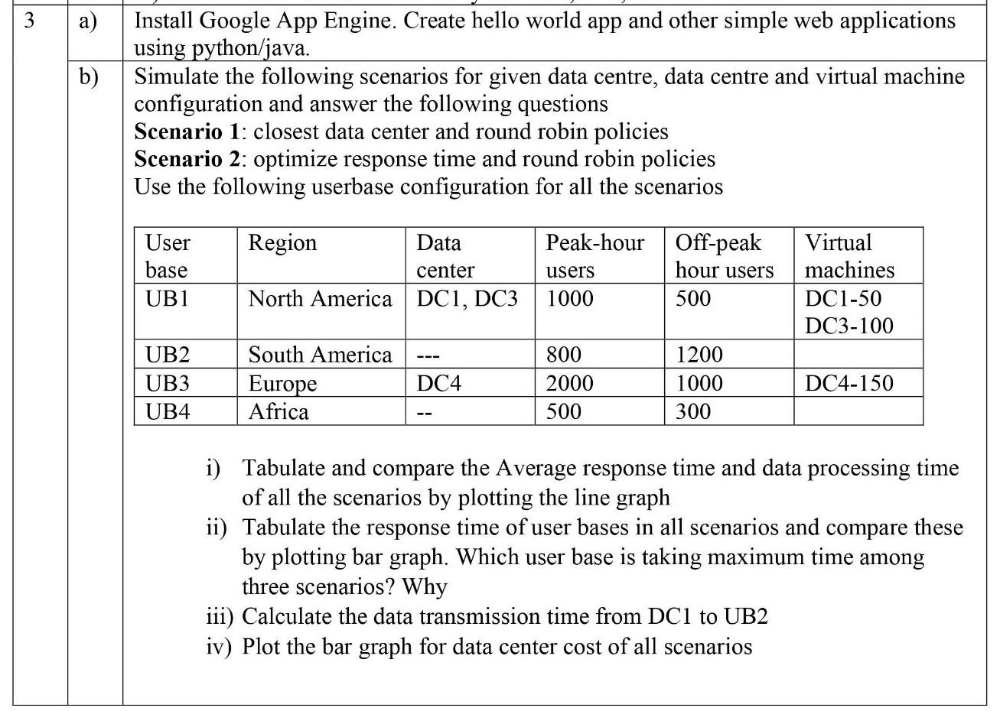 3 a) Install Google App Engine. Create hello world app and other simple web applications
using python/java.
b) Simulate the following scenarios for given data centre, data centre and virtual machine
configuration and answer the following questions
Scenario 1: closest data center and round robin policies
Scenario 2: optimize response time and round robin policies
Use the following userbase configuration for all the scenarios
User Region Data Peak-hour Off-peak Virtual
base center users hour users machines
UB1 North America DC1, DC3 1000 500 DC1-50
DC3-100
UB2 South America --- 800 1200
UB3 Europe DC4 2000 1000 DC4-150
UB4 Africa -- 500 300
i) Tabulate and compare the Average response time and data processing time
of all the scenarios by plotting the line graph
ii) Tabulate the response time of user bases in all scenarios and compare these
by plotting bar graph. Which user base is taking maximum time among
three scenarios? Why
iii) Calculate the data transmission time from DC1 to UB2
iv) Plot the bar graph for data center cost of all scenarios